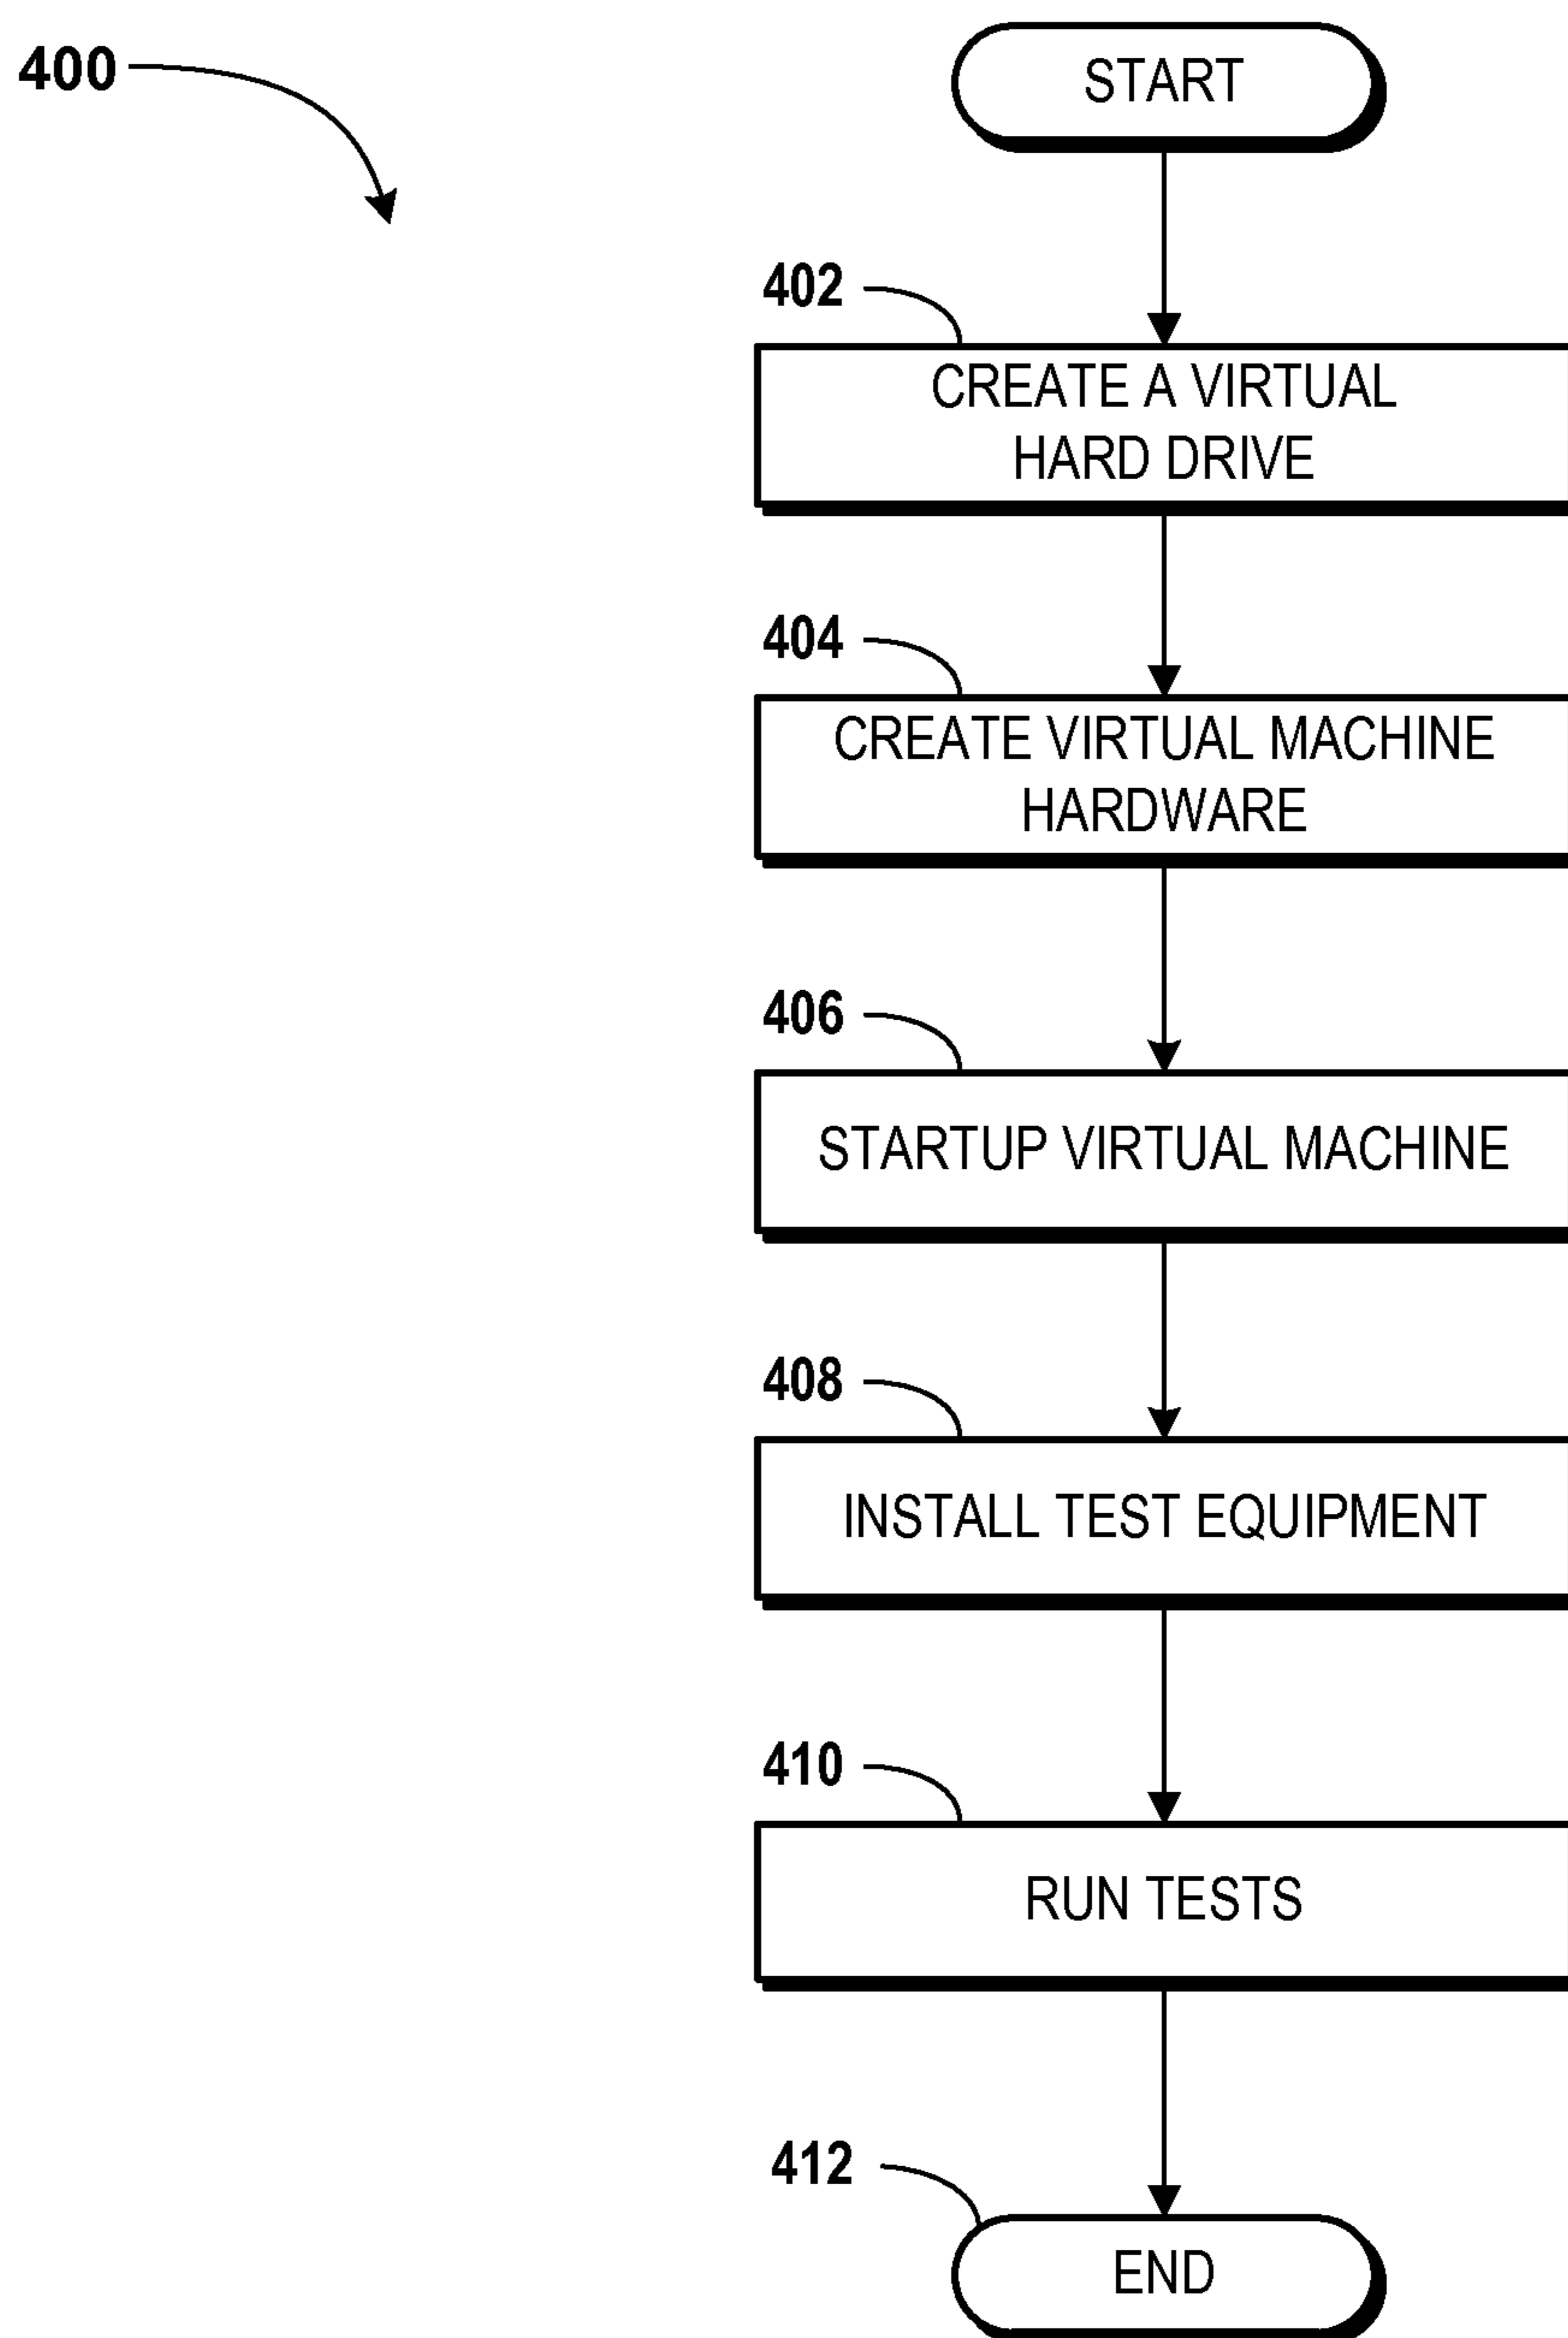 400
START
402
CREATE A VIRTUAL
HARD DRIVE
404
CREATE VIRTUAL MACHINE
HARDWARE
406
STARTUP VIRTUAL MACHINE
408
INSTALL TEST EQUIPMENT
410
RUN TESTS
412
END